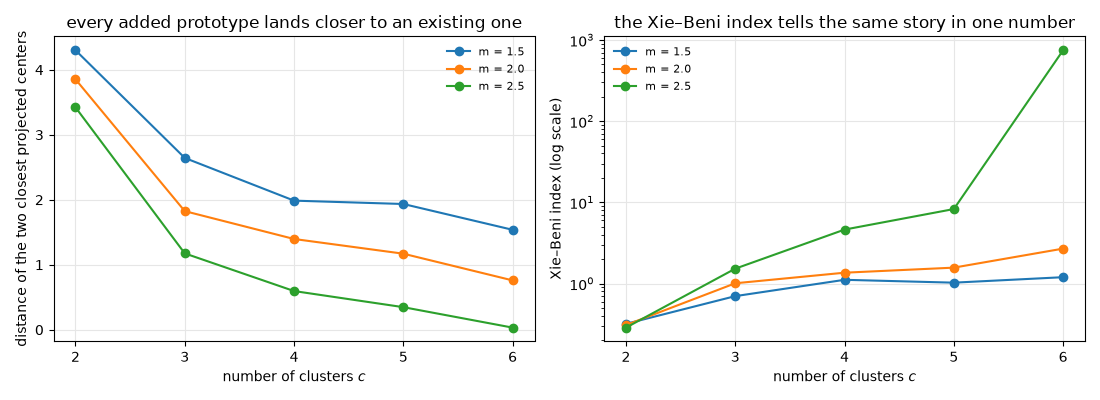 every added prototype lands closer to an existing one
distance of the two closest projected centers
4
3
2
1
0
m = 1.5
m = 2.0
m = 2.5
2 3 4 5 6
number of clusters c
the Xie–Beni index tells the same story in one number
Xie–Beni index (log scale)
10³
10²
10¹
10⁰
m = 1.5
m = 2.0
m = 2.5
2 3 4 5 6
number of clusters c